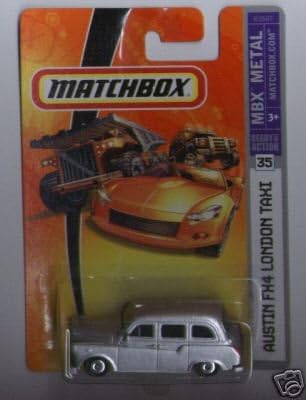 MATCHBOX
MBX METAL
MATCHBOX.COM
3+
35
AUSTIN FX4 LONDON TAXI